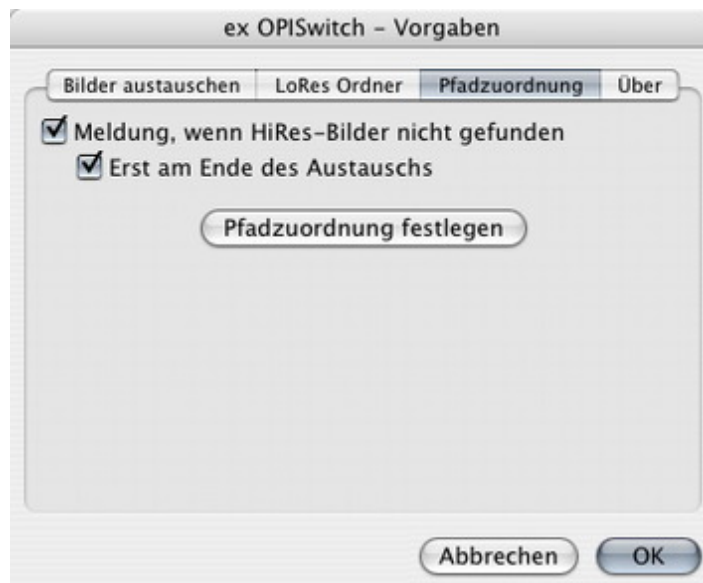 ex OPISwitch – Vorgaben
Bilder austauschen LoRes Ordner Pfadzuordnung Über
Meldung, wenn HiRes-Bilder nicht gefunden
Erst am Ende des Austauschs
Pfadzuordnung festlegen
Abbrechen OK